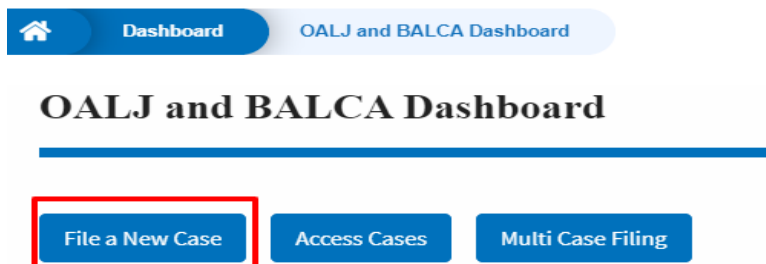 Dashboard OALJ and BALCA Dashboard
OALJ and BALCA Dashboard
File a New Case Access Cases Multi Case Filing